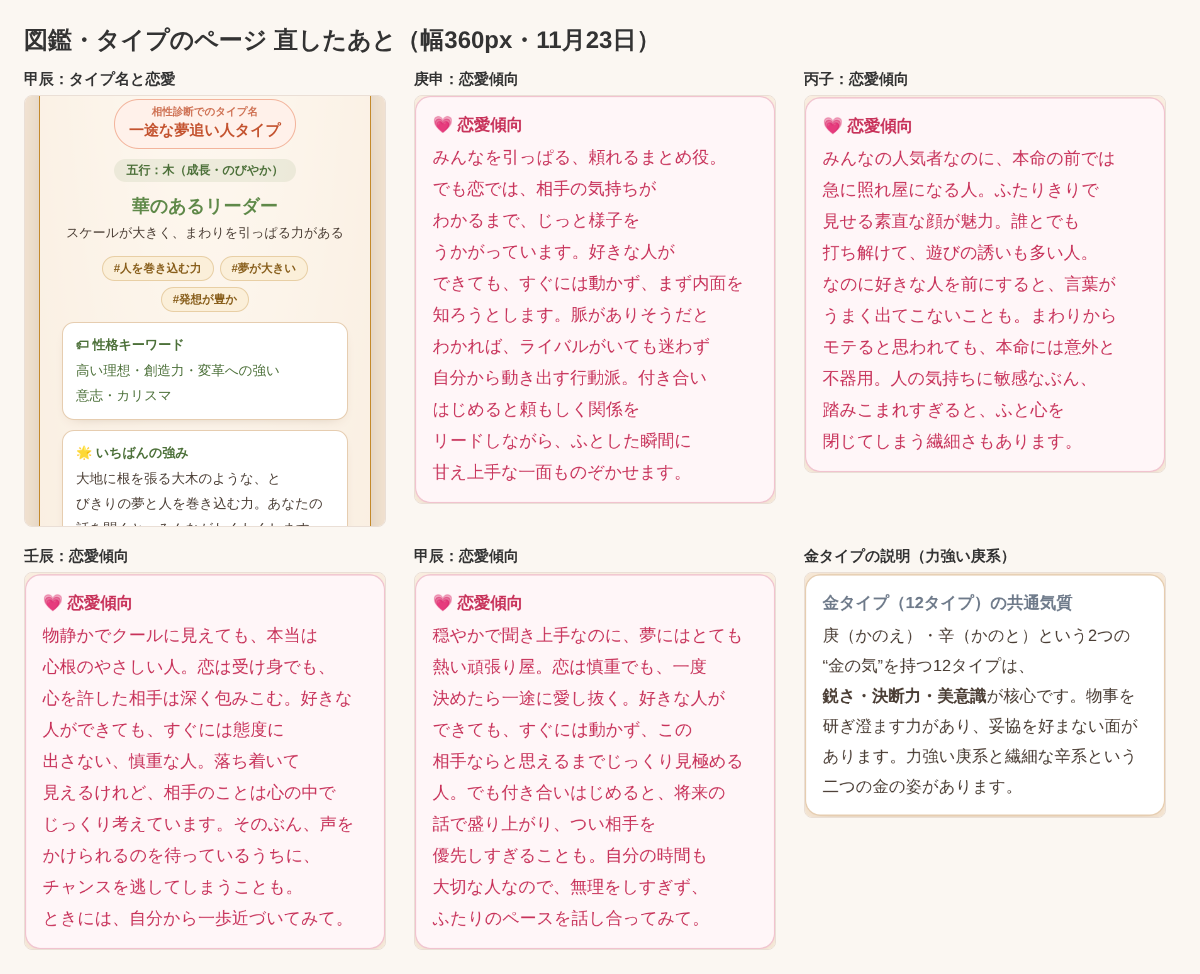 図鑑・タイプのページ 直したあと（幅360px・11月23日）
甲辰：タイプ名と恋愛
相性診断でのタイプ名
一途な夢追い人タイプ
五行：木（成長・のびやか）
華のあるリーダー
スケールが大きく、まわりを引っぱる力がある
#人を巻き込む力
#夢が大きい
#発想が豊か
性格キーワード
高い理想・創造力・変革への強い
意志・カリスマ
いちばんの強み
大地に根を張る大木のような、と
びきりの夢と人を巻き込む力。あなたの
庚申：恋愛傾向
恋愛傾向
みんなを引っぱる、頼れるまとめ役。
でも恋では、相手の気持ちが
わかるまで、じっと様子を
うかがっています。好きな人が
できても、すぐには動かず、まず内面を
知ろうとします。脈がありそうだと
わかれば、ライバルがいても迷わず
自分から動き出す行動派。付き合い
はじめると頼もしく関係を
リードしながら、ふとした瞬間に
甘え上手な一面ものぞかせます。
丙子：恋愛傾向
恋愛傾向
みんなの人気者なのに、本命の前では
急に照れ屋になる人。ふたりきりで
見せる素直な顔が魅力。誰とでも
打ち解けて、遊びの誘いも多い人。
なのに好きな人を前にすると、言葉が
うまく出てこないことも。まわりから
モテると思われても、本命には意外と
不器用。人の気持ちに敏感なぶん、
踏みこまれすぎると、ふと心を
閉じてしまう繊細さもあります。
壬辰：恋愛傾向
恋愛傾向
物静かでクールに見えても、本当は
心根のやさしい人。恋は受け身でも、
心を許した相手は深く包みこむ。好きな
人ができても、すぐには態度に
出さない、慎重な人。落ち着いて
見えるけれど、相手のことは心の中で
じっくり考えています。そのぶん、声を
かけられるのを待っているうちに、
チャンスを逃してしまうことも。
ときには、自分から一歩近づいてみて。
甲辰：恋愛傾向
恋愛傾向
穏やかで聞き上手なのに、夢にはとても
熱い頑張り屋。恋は慎重でも、一度
決めたら一途に愛し抜く。好きな人が
できても、すぐには動かず、この
相手ならと思えるまでじっくり見極める
人。でも付き合いはじめると、将来の
話で盛り上がり、つい相手を
優先しすぎることも。自分の時間も
大切な人なので、無理をしすぎず、
ふたりのペースを話し合ってみて。
金タイプの説明（力強い庚系）
金タイプ（12タイプ）の共通気質
庚（かのえ）・辛（かのと）という2つの
“金の気”を持つ12タイプは、
鋭さ・決断力・美意識が核心です。物事を
研ぎ澄ます力があり、妥協を好まない面が
あります。力強い庚系と繊細な辛系という
二つの金の姿があります。